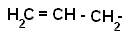 H₂C = CH - CH₂-